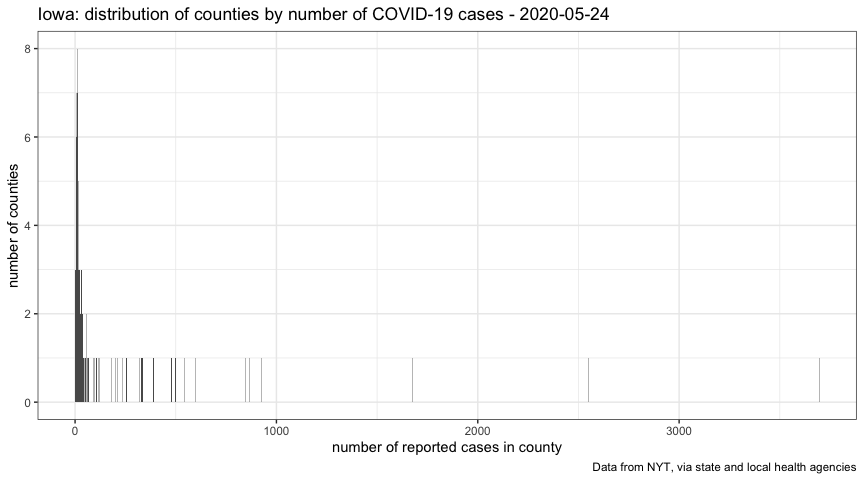 Iowa: distribution of counties by number of COVID-19 cases - 2020-05-24
8
6
4
2
0
number of counties
0 1000 2000 3000
number of reported cases in county
Data from NYT, via state and local health agencies